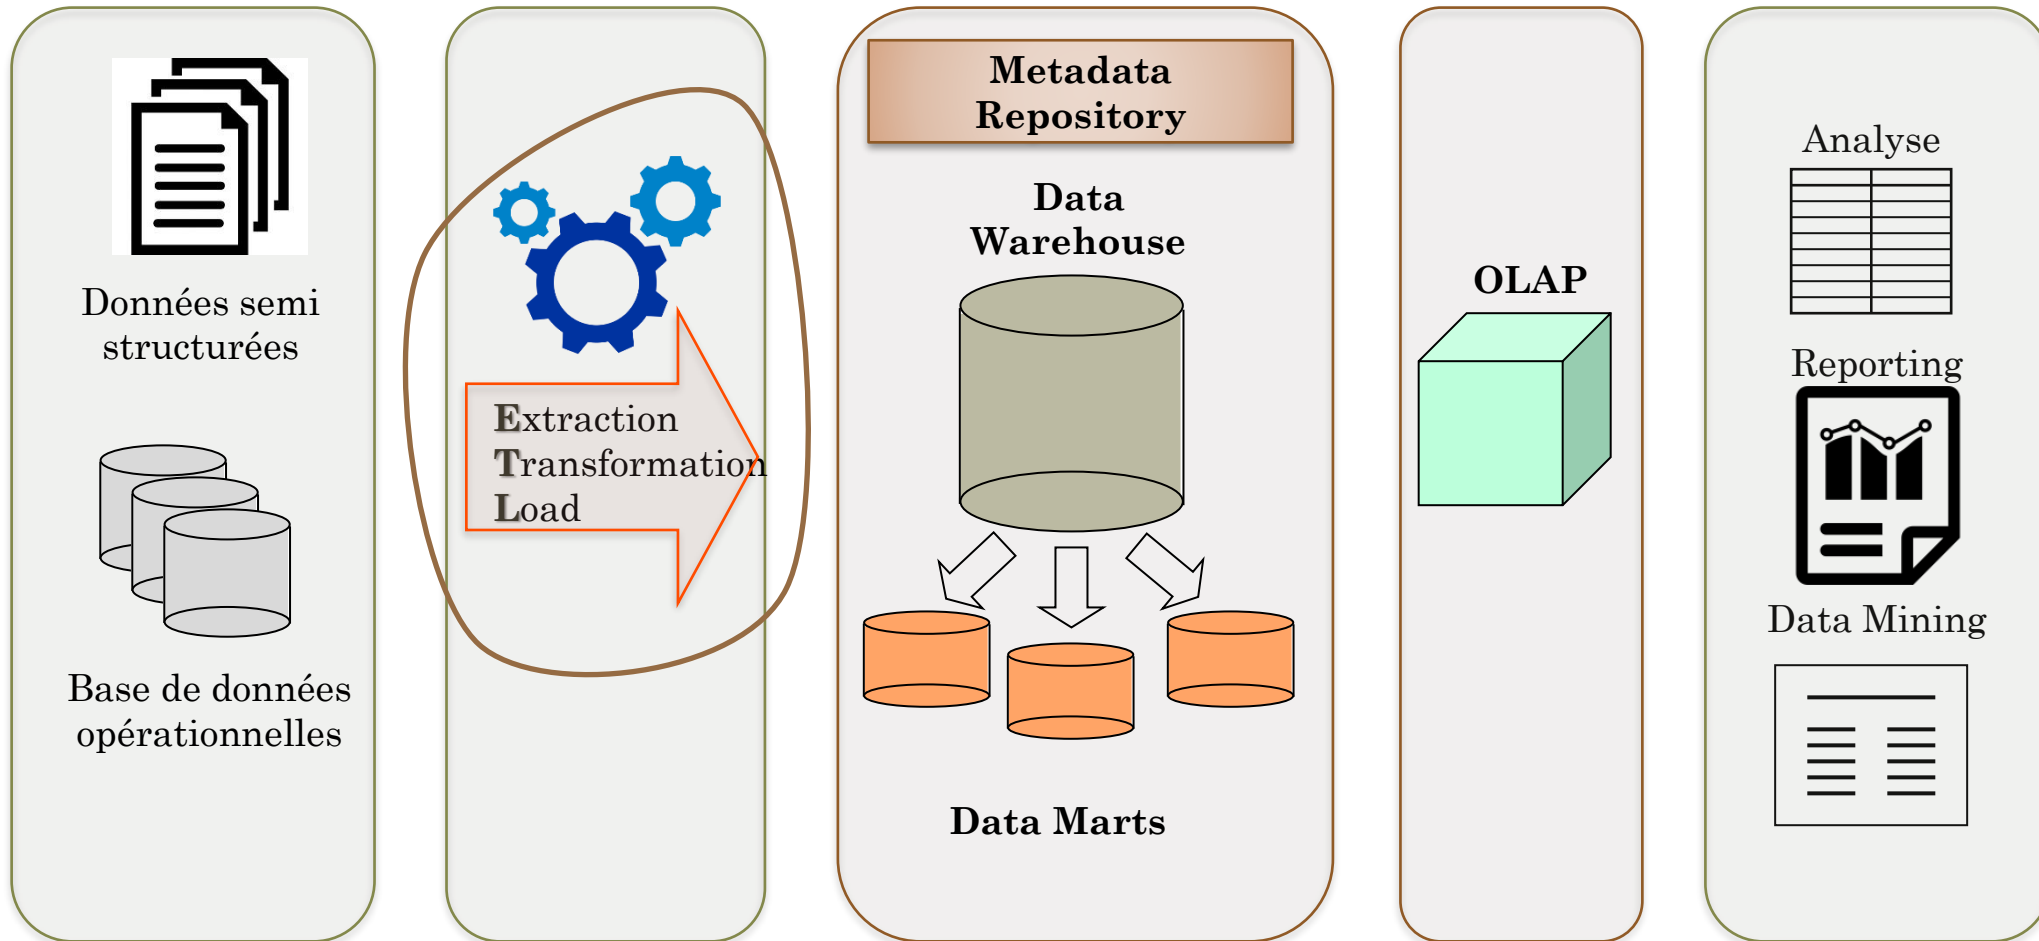 Données semi
structurées
Base de données
opérationnelles
Extraction
Transformation
Load
Metadata
Repository
Data
Warehouse
Data Marts
OLAP
Analyse
Reporting
Data Mining